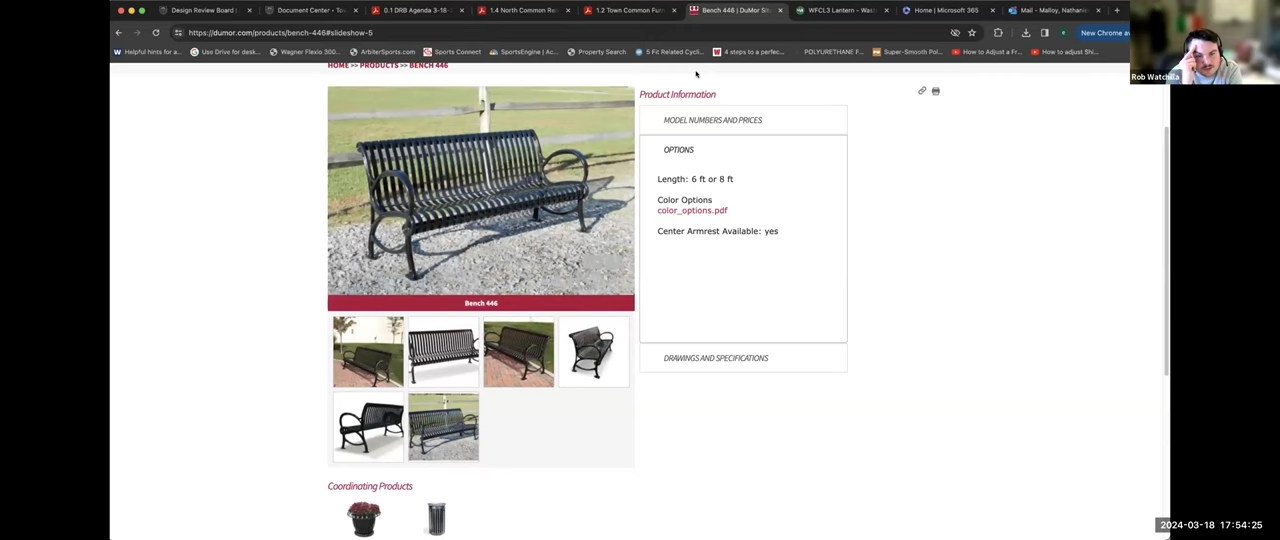 Design Review Board
Document Center - Tow
0.1 DRB Agenda 3-18-
1.4 North Common Re
1.2 Town Common Fur
Bench 446 | DuMor Sit
WFCL3 Lantern - Was
Home | Microsoft 365
Mail - Malloy, Nathanie
https://dumor.com/products/bench-446#slideshow-5
New Chrome av
Helpful hints for a...
Use Drive for desk...
Wagner Flexio 300...
ArbiterSports.com
Sports Connect
SportsEngine | Ac...
Property Search
5 Fit Related Cycli...
4 steps to a perfec...
POLYURETHANE F...
Super-Smooth Pol...
How to Adjust a Fr...
How to adjust Shi...
Rob Watchilla
HOME >> PRODUCTS >> BENCH 446
Product Information
MODEL NUMBERS AND PRICES
OPTIONS
Length: 6 ft or 8 ft
Color Options
color_options.pdf
Center Armrest Available: yes
Bench 446
DRAWINGS AND SPECIFICATIONS
Coordinating Products
2024-03-18 17:54:25